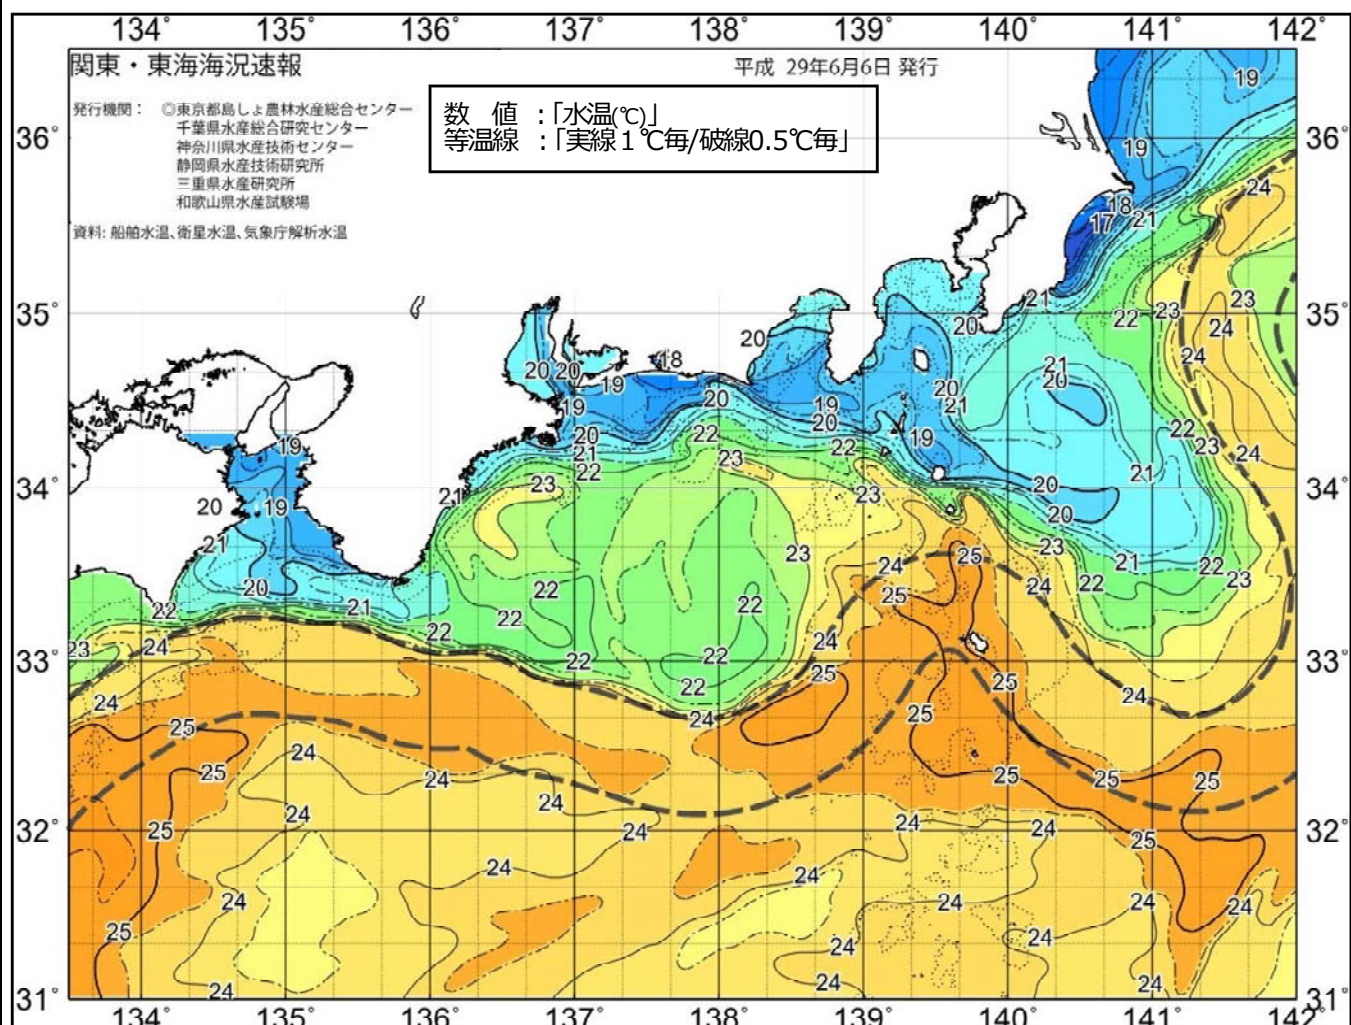 134° 135° 136° 137° 138° 139° 140° 141° 142°
関東・東海海況速報
平成 29年6月6日 発行
発行機関： ◎東京都島しょ農林水産総合センター
千葉県水産総合研究センター
神奈川県水産技術センター
静岡県水産技術研究所
三重県水産研究所
和歌山県水産試験場
資料: 船舶水温、衛星水温、気象庁解析水温
数 値 ：「水温(℃)」
等温線 ：「実線１℃毎/破線0.5℃毎」
19
36° 19 36°
24
18
17 21
35° 21 22 23 23 35°
20 20 24
18 20 24
20 20 19 21
20
19 20 19 20 21
20 20 22
19 21 22 22 19 23 24
22 23 21
34° 23 20 34°
21 23
20 19 20
21 23 23
25 21 22
24 23
20 22 25 24 22
22 21 22 22
22 24
23 24 22 33°
33° 22 25 25
22 24
24 24 25
25
24
25 24 25 25 25
24
24
32° 25 24 24 24 32°
25
24 24
24 24 24 24
25 24 24
24 24 24
31° 31°
134 135 136 137 138 139 140 141 142